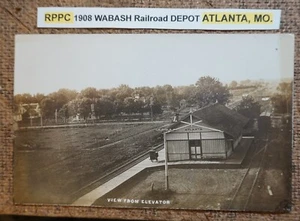 RPPC 1908 WABASH Railroad DEPOT ATLANTA, MO.
VIEW FROM ELEVATOR